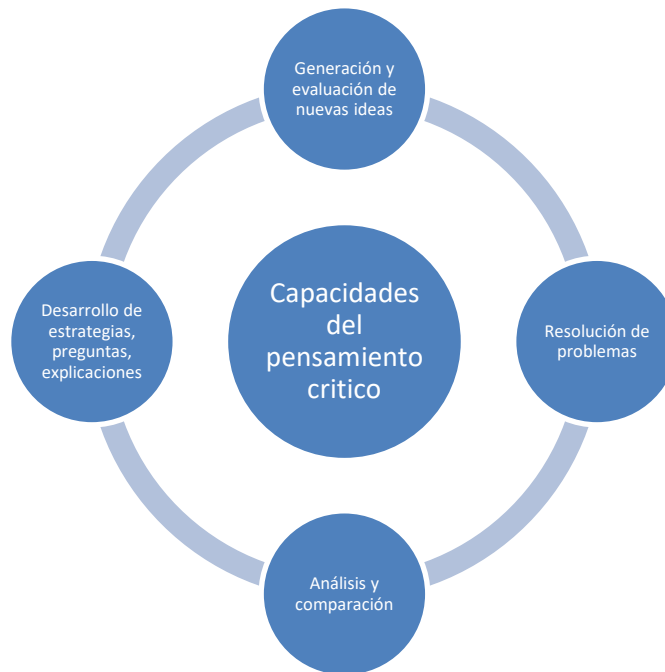 Generación y
evaluación de
nuevas ideas
Desarrollo de
estrategias,
preguntas,
explicaciones
Capacidades
del
pensamiento
critico
Resolución de
problemas
Análisis y
comparación